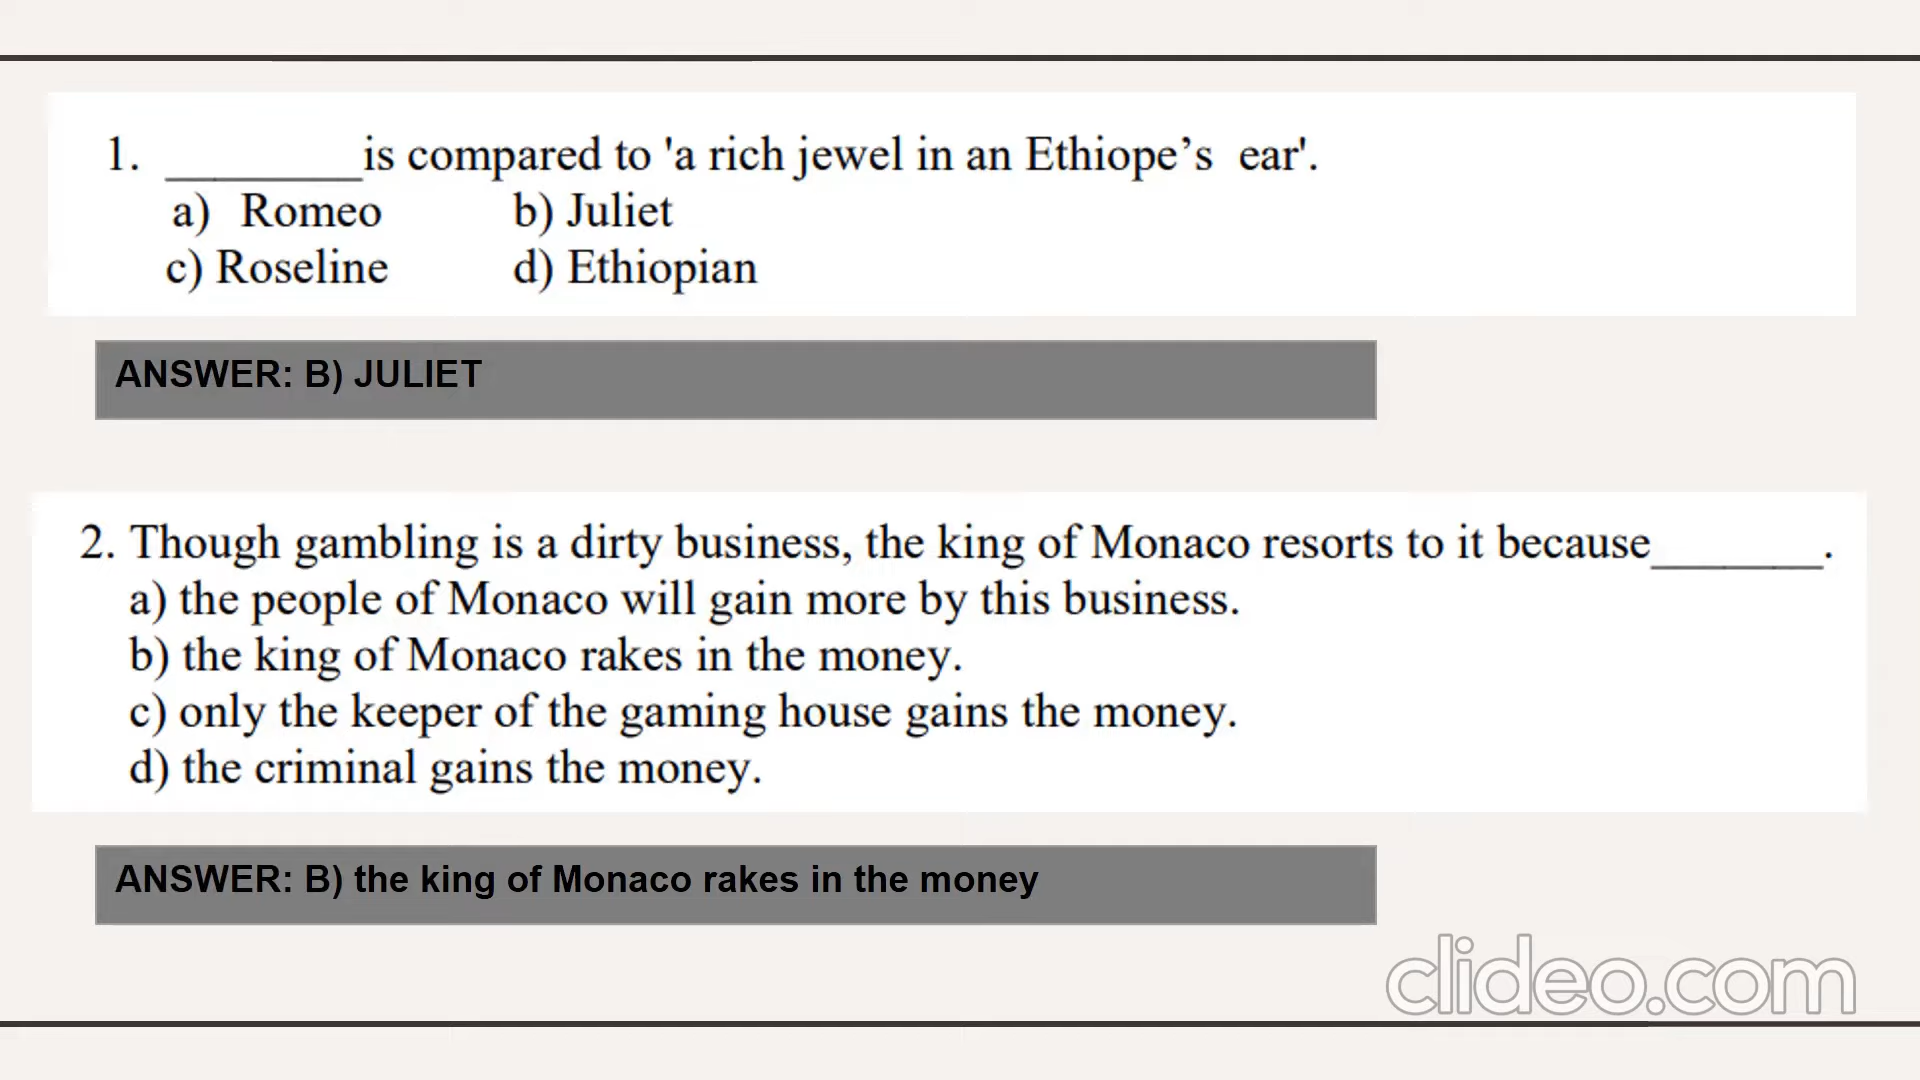 1. ________is compared to 'a rich jewel in an Ethiope’s  ear'.
a) Romeo b) Juliet
c) Roseline d) Ethiopian
ANSWER: B) JULIET
2. Though gambling is a dirty business, the king of Monaco resorts to it because_______.
a) the people of Monaco will gain more by this business.
b) the king of Monaco rakes in the money.
c) only the keeper of the gaming house gains the money.
d) the criminal gains the money.
ANSWER: B) the king of Monaco rakes in the money
clideo.com